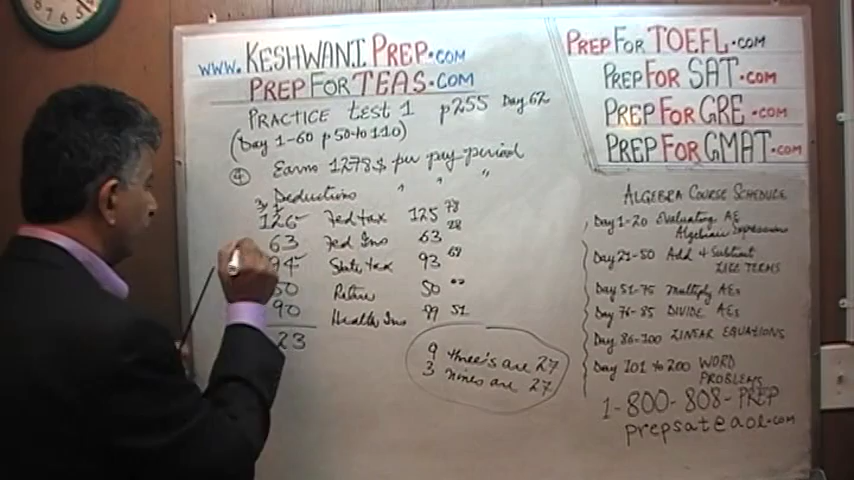 www.KESHWANI PREP.COM
PREP FOR TEAS.COM
PRACTICE test 1 p255 Day 62
(Day 1-60 p50 to 110)
④ Earns 1278$ per pay-period
Deductions " " "
126 Fed tax 125 78
63 Fed Ins 63 28
94 State tax 93 69
50 Retire 50 00
90 Health Ins 99 51
23
9 three's are 27
3 nines are 27
PREP FOR TOEFL.COM
PREP FOR SAT.COM
PREP FOR GRE.COM
PREP FOR GMAT.COM
ALGEBRA COURSE SCHEDULE
Day 1-20 Evaluating AE
Algebraic Expressions
Day 21-50 Add & Subtract
LIKE TERMS
Day 51-75 Multiply AEs
Day 76-85 DIVIDE AEs
Day 86-100 LINEAR EQUATIONS
Day 101 to 200 WORD
PROBLEMS
1-800-808-PREP
prepsat@aol.com